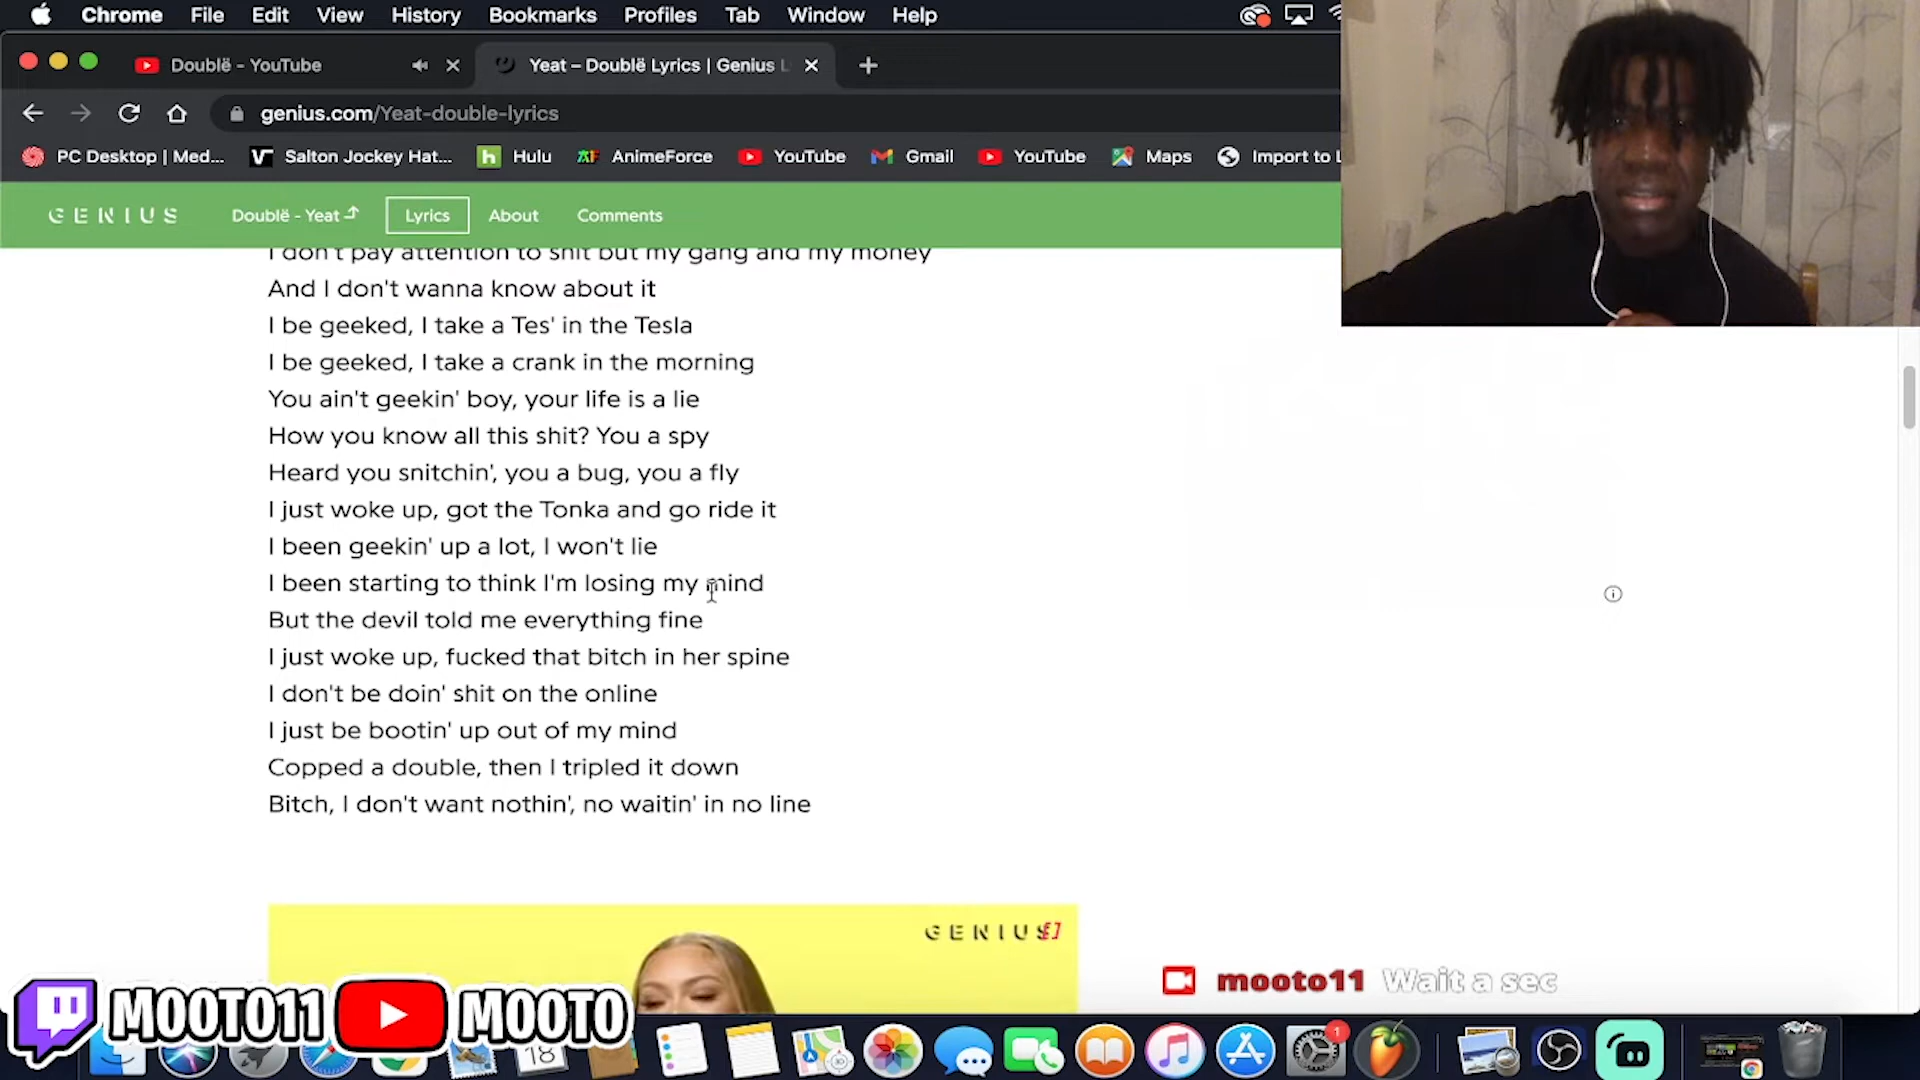 Chrome File Edit View History Bookmarks Profiles Tab Window Help
Doublë - YouTube
Yeat – Doublë Lyrics | Genius L
genius.com/Yeat-double-lyrics
PC Desktop | Med... Salton Jockey Hat... Hulu AnimeForce YouTube Gmail YouTube Maps Import to L
GENIUS Doublë - Yeat Lyrics About Comments
I don't pay attention to shit but my gang and my money
And I don't wanna know about it
I be geeked, I take a Tes' in the Tesla
I be geeked, I take a crank in the morning
You ain't geekin' boy, your life is a lie
How you know all this shit? You a spy
Heard you snitchin', you a bug, you a fly
I just woke up, got the Tonka and go ride it
I been geekin' up a lot, I won't lie
I been starting to think I'm losing my mind
But the devil told me everything fine
I just woke up, fucked that bitch in her spine
I don't be doin' shit on the online
I just be bootin' up out of my mind
Copped a double, then I tripled it down
Bitch, I don't want nothin', no waitin' in no line
GENIUS
mooto11 Wait a sec
MOOTO11 MOOTO
18
1